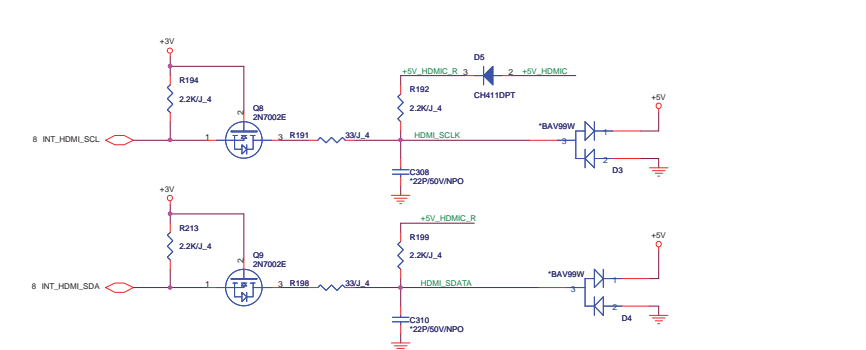 +3V
R194
2.2K/J_4
8 INT_HDMI_SCL
1
2
3
Q8
2N7002E
R191
33/J_4
+5V_HDMIC_R
3
D5
2
+5V_HDMIC
CH411DPT
R192
2.2K/J_4
HDMI_SCLK
C308
*22P/50V/NPO
*BAV99W
3
1
2
D3
+5V
+3V
R213
2.2K/J_4
8 INT_HDMI_SDA
1
2
3
Q9
2N7002E
R198
33/J_4
+5V_HDMIC_R
R199
2.2K/J_4
HDMI_SDATA
C310
*22P/50V/NPO
*BAV99W
3
1
2
D4
+5V